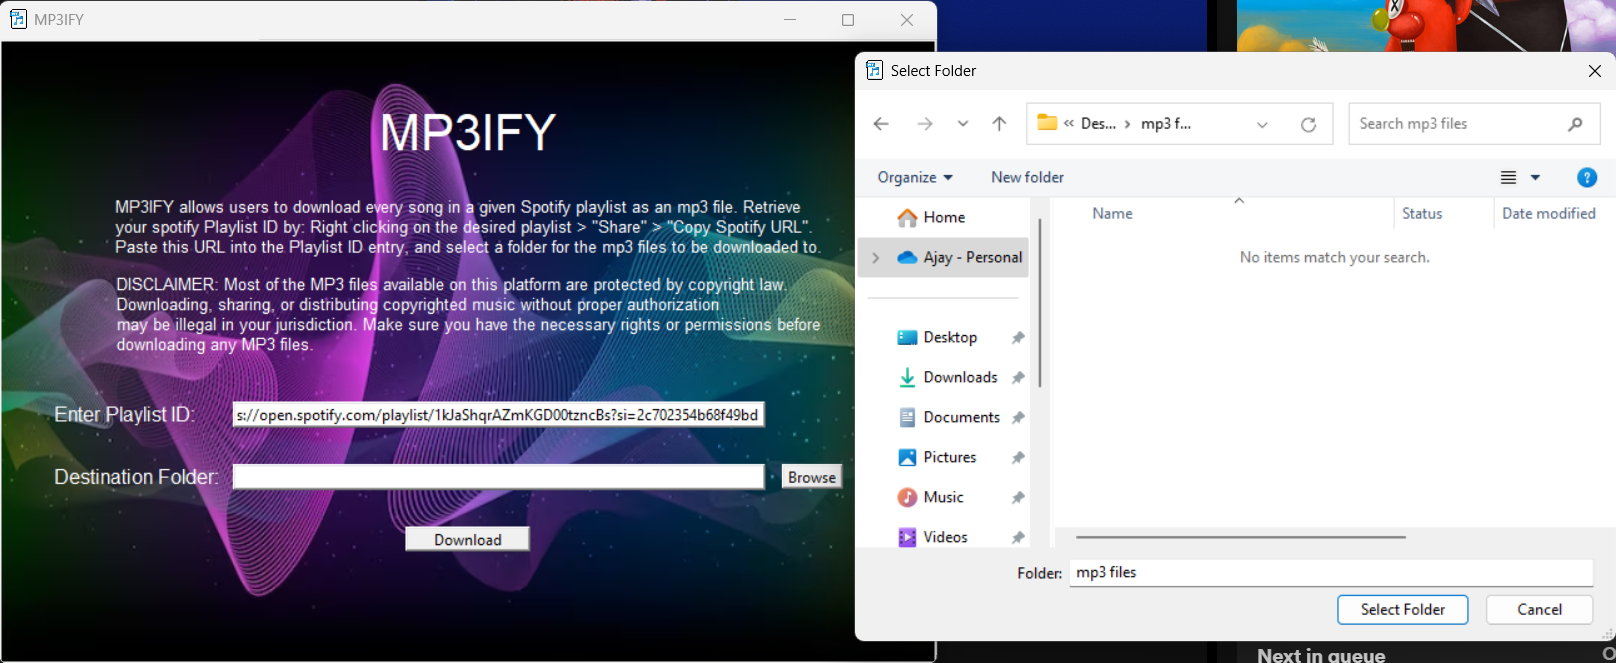 MP3IFY
MP3IFY
MP3IFY allows users to download every song in a given Spotify playlist as an mp3 file. Retrieve
your spotify Playlist ID by: Right clicking on the desired playlist > "Share" > "Copy Spotify URL".
Paste this URL into the Playlist ID entry, and select a folder for the mp3 files to be downloaded to.
DISCLAIMER: Most of the MP3 files available on this platform are protected by copyright law.
Downloading, sharing, or distributing copyrighted music without proper authorization
may be illegal in your jurisdiction. Make sure you have the necessary rights or permissions before
downloading any MP3 files.
Enter Playlist ID:
s://open.spotify.com/playlist/1kJaShqrAZmKGD00tzncBs?si=2c702354b68f49bd
Destination Folder:
Browse
Download
Select Folder
« Des... › mp3 f...
Search mp3 files
Organize
New folder
?
Home
Ajay - Personal
Desktop
Downloads
Documents
Pictures
Music
Videos
Name
Status
Date modified
No items match your search.
Folder:
mp3 files
Select Folder
Cancel
Next in queue